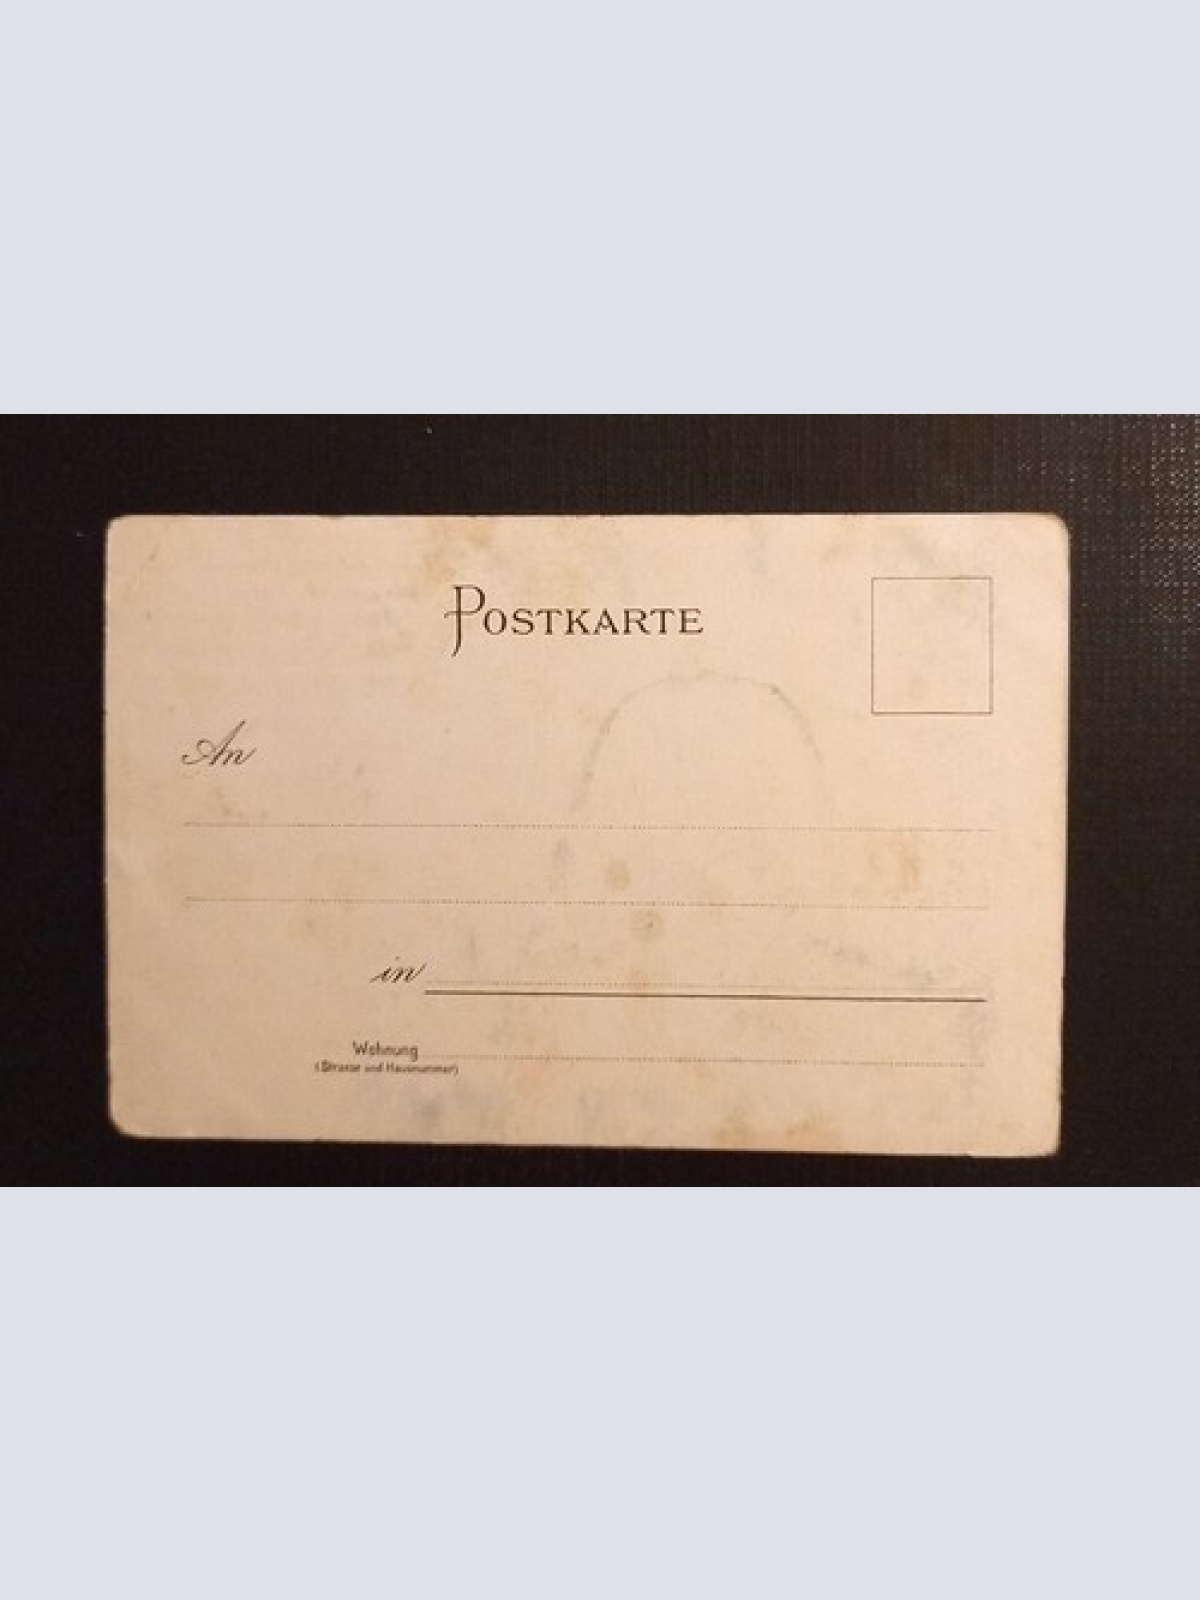 POSTKARTE
An
in
Wohnung
(Strasse und Hausnummer)